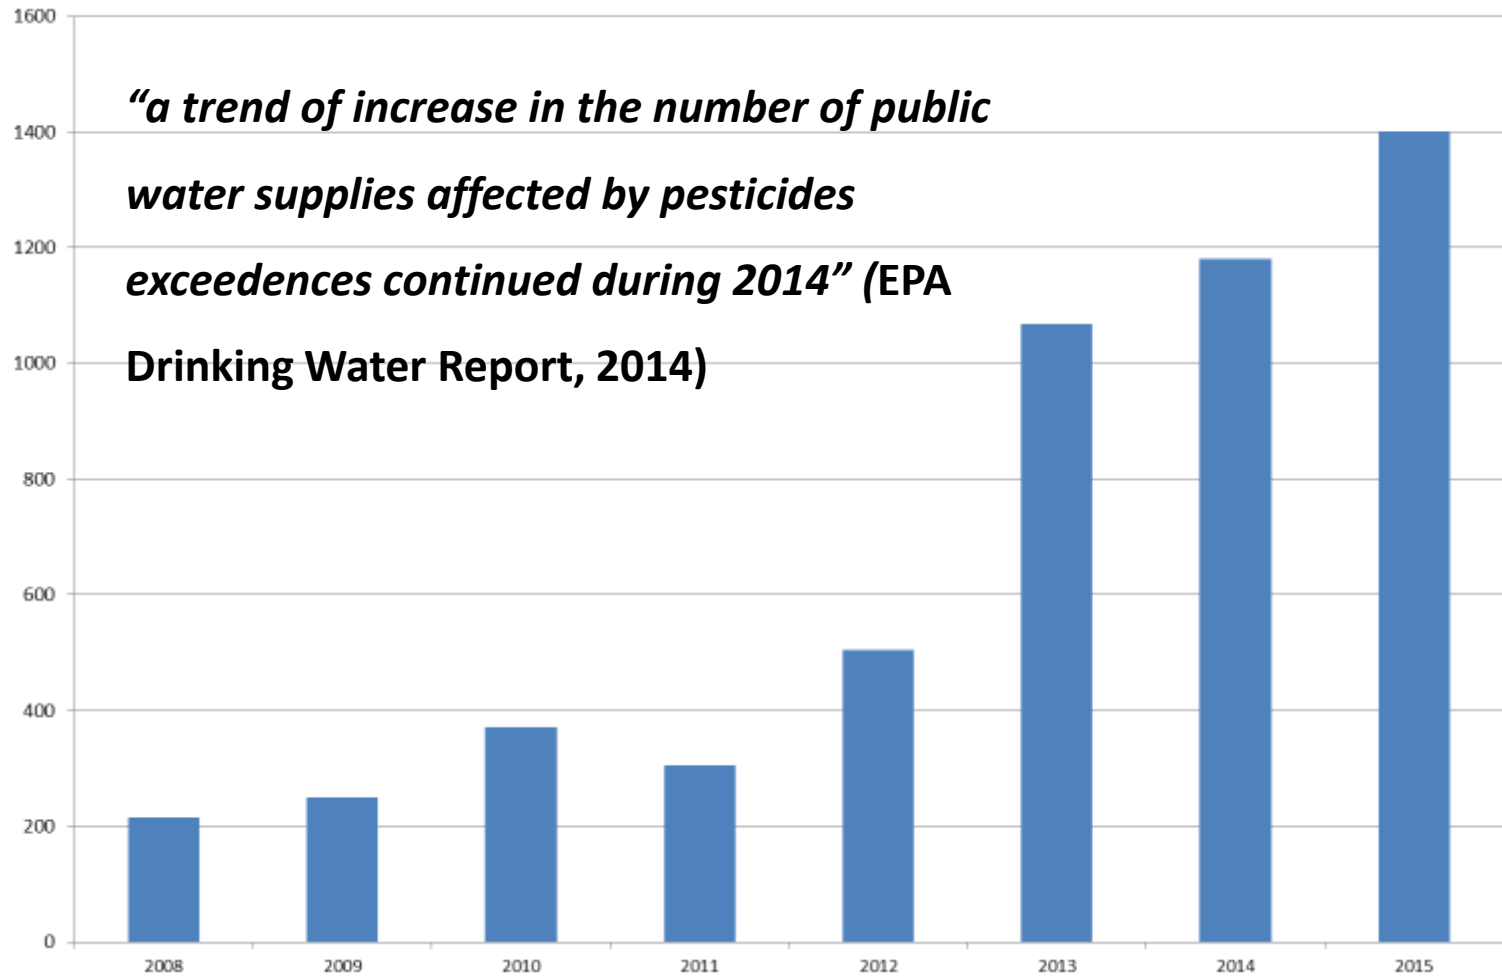 1600
“a trend of increase in the number of public
1400
water supplies affected by pesticides
1200
exceedences continued during 2014” (EPA
1000
Drinking Water Report, 2014)
800
600
400
200
0
2008 2009 2010 2011 2012 2013 2014 2015